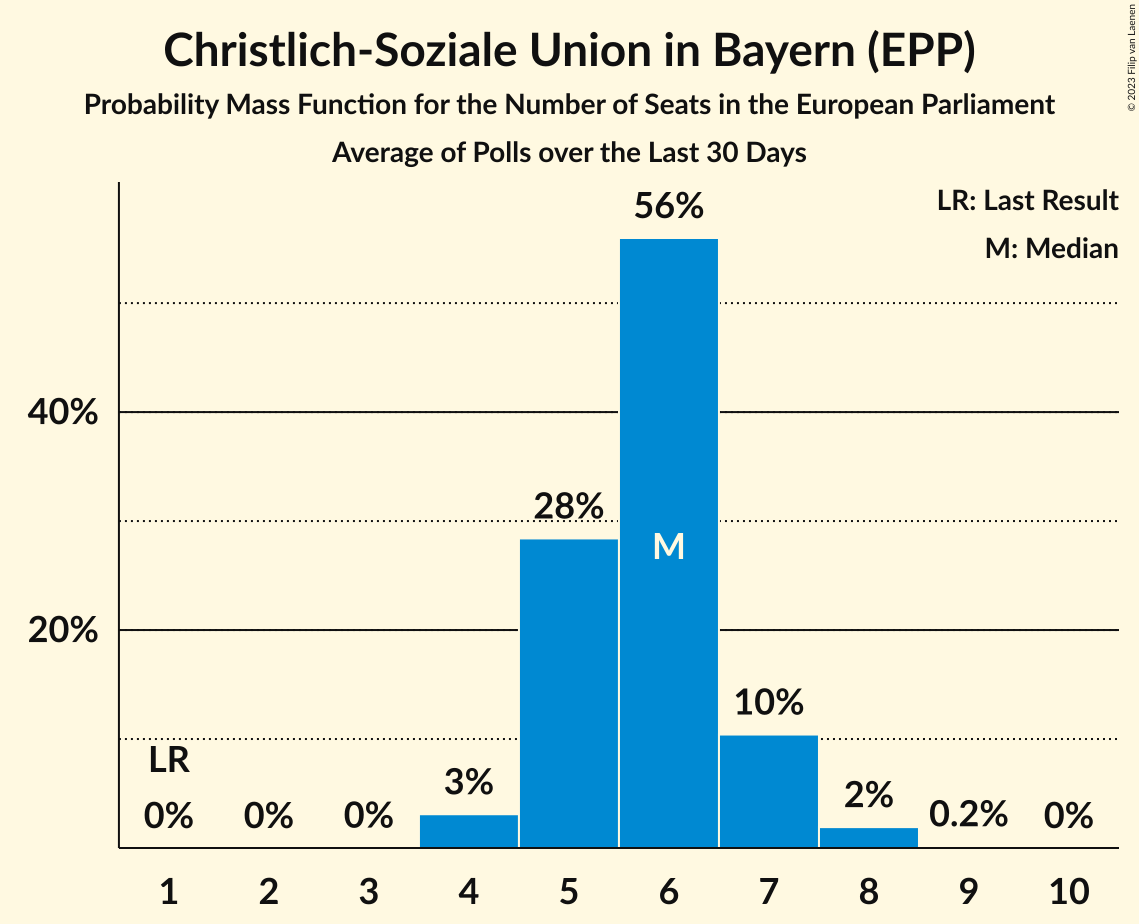 Christlich-Soziale Union in Bayern (EPP)
Probability Mass Function for the Number of Seats in the European Parliament
Average of Polls over the Last 30 Days
© 2023 Filip van Laenen
LR: Last Result
M: Median
56%
40%
28%
M
20%
10%
LR
3%
2%
0% 0% 0% 0.2% 0%
1 2 3 4 5 6 7 8 9 10